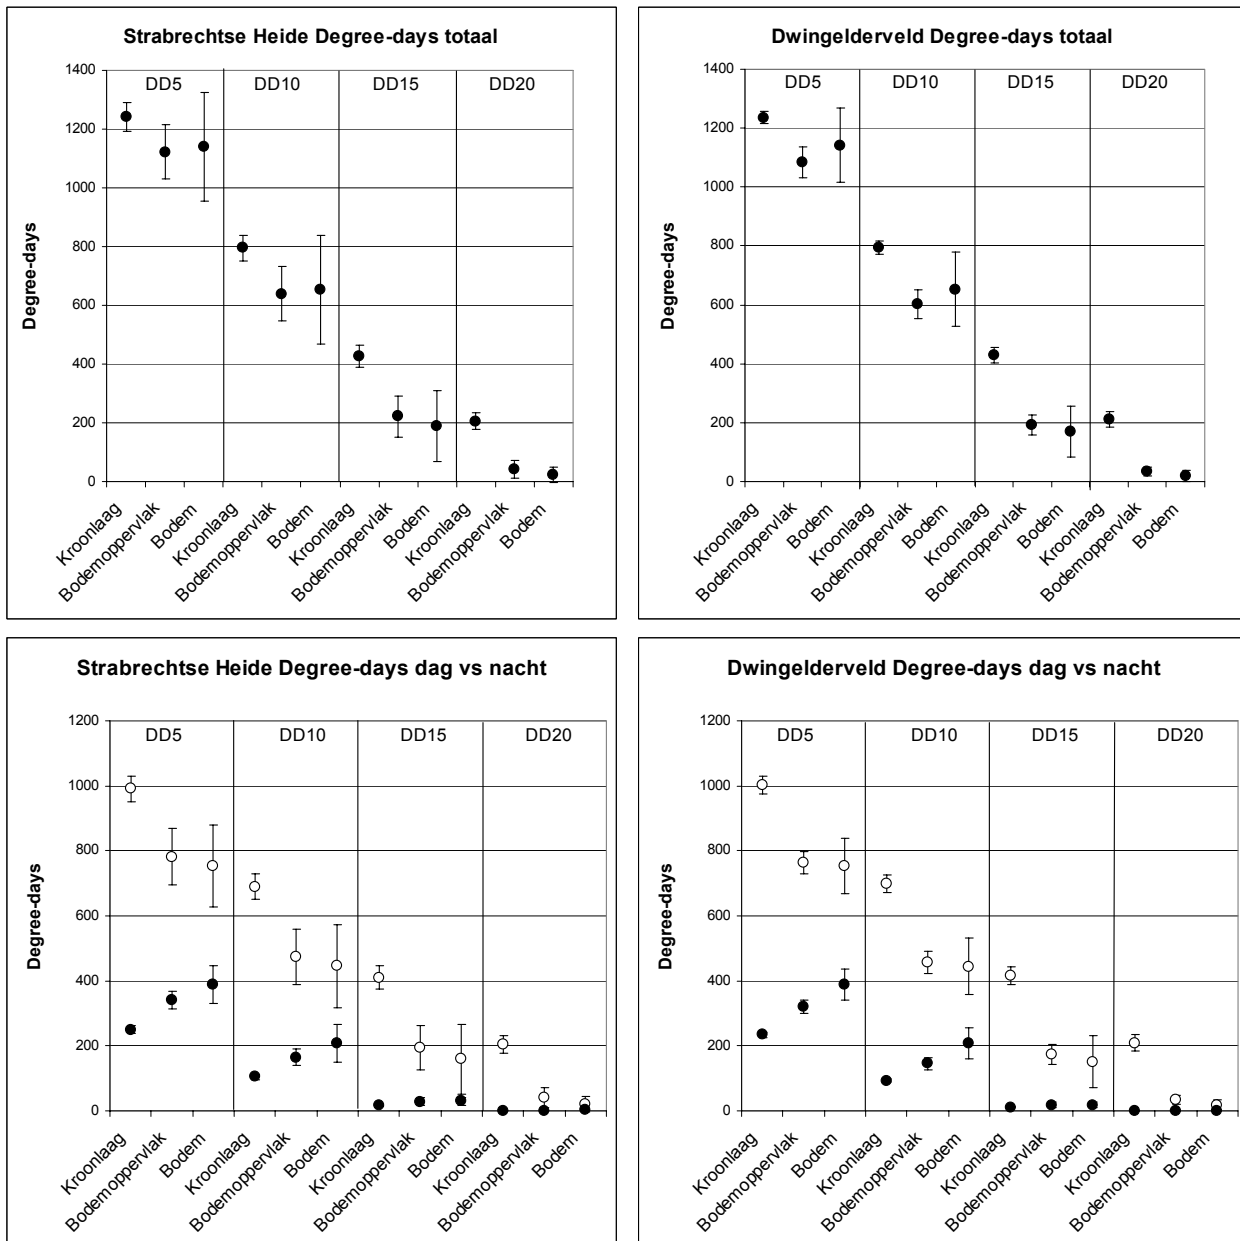 Strabrechtse Heide Degree-days totaal
1400
1200
1000
800
600
400
200
0
Degree-days
DD5
DD10
DD15
DD20
Kroonlaag
Bodemoppervlak
Bodem
Kroonlaag
Bodemoppervlak
Bodem
Kroonlaag
Bodemoppervlak
Bodem
Kroonlaag
Bodemoppervlak
Bodem
Dwingelderveld Degree-days totaal
1400
1200
1000
800
600
400
200
0
Degree-days
DD5
DD10
DD15
DD20
Kroonlaag
Bodemoppervlak
Bodem
Kroonlaag
Bodemoppervlak
Bodem
Kroonlaag
Bodemoppervlak
Bodem
Kroonlaag
Bodemoppervlak
Bodem
Strabrechtse Heide Degree-days dag vs nacht
1200
1000
800
600
400
200
0
Degree-days
DD5
DD10
DD15
DD20
Kroonlaag
Bodemoppervlak
Bodem
Kroonlaag
Bodemoppervlak
Bodem
Kroonlaag
Bodemoppervlak
Bodem
Kroonlaag
Bodemoppervlak
Bodem
Dwingelderveld Degree-days dag vs nacht
1200
1000
800
600
400
200
0
Degree-days
DD5
DD10
DD15
DD20
Kroonlaag
Bodemoppervlak
Bodem
Kroonlaag
Bodemoppervlak
Bodem
Kroonlaag
Bodemoppervlak
Bodem
Kroonlaag
Bodemoppervlak
Bodem